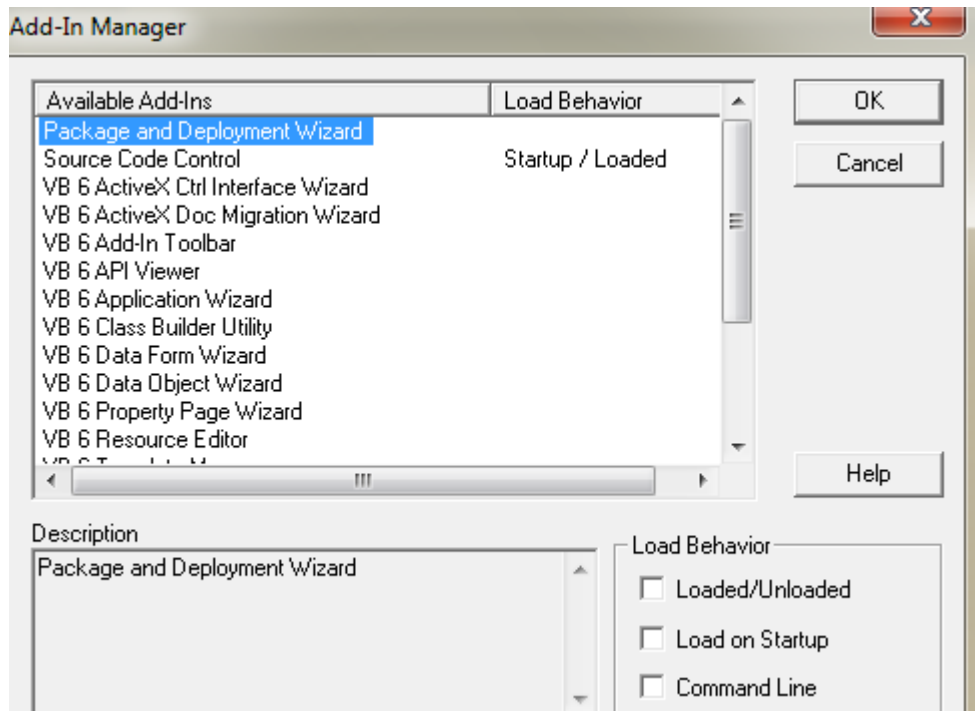 Add-In Manager
Available Add-Ins Load Behavior
Package and Deployment Wizard
Source Code Control Startup / Loaded
VB 6 ActiveX Ctrl Interface Wizard
VB 6 ActiveX Doc Migration Wizard
VB 6 Add-In Toolbar
VB 6 API Viewer
VB 6 Application Wizard
VB 6 Class Builder Utility
VB 6 Data Form Wizard
VB 6 Data Object Wizard
VB 6 Property Page Wizard
VB 6 Resource Editor
OK
Cancel
Help
Description
Package and Deployment Wizard
Load Behavior
Loaded/Unloaded
Load on Startup
Command Line